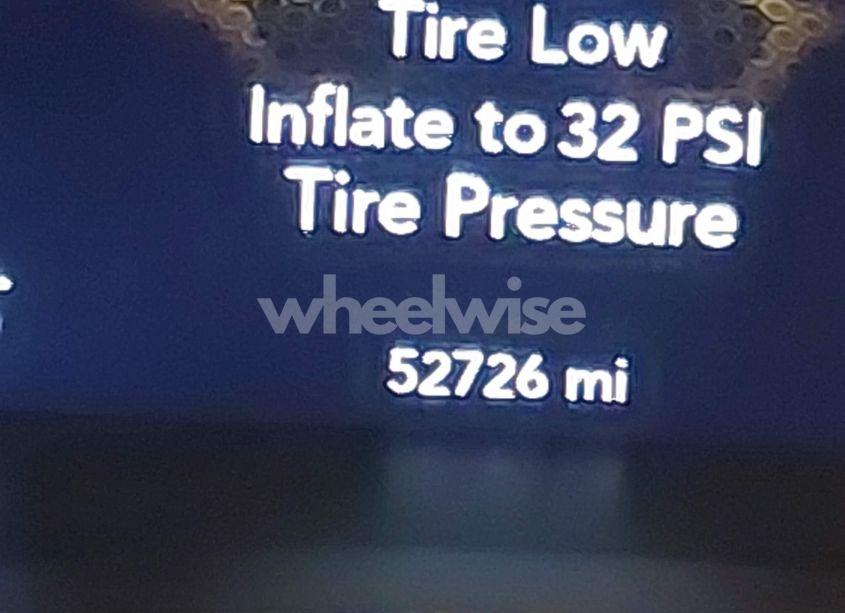 Tire Low
Inflate to 32 PSI
Tire Pressure
wheelwise
52726 mi